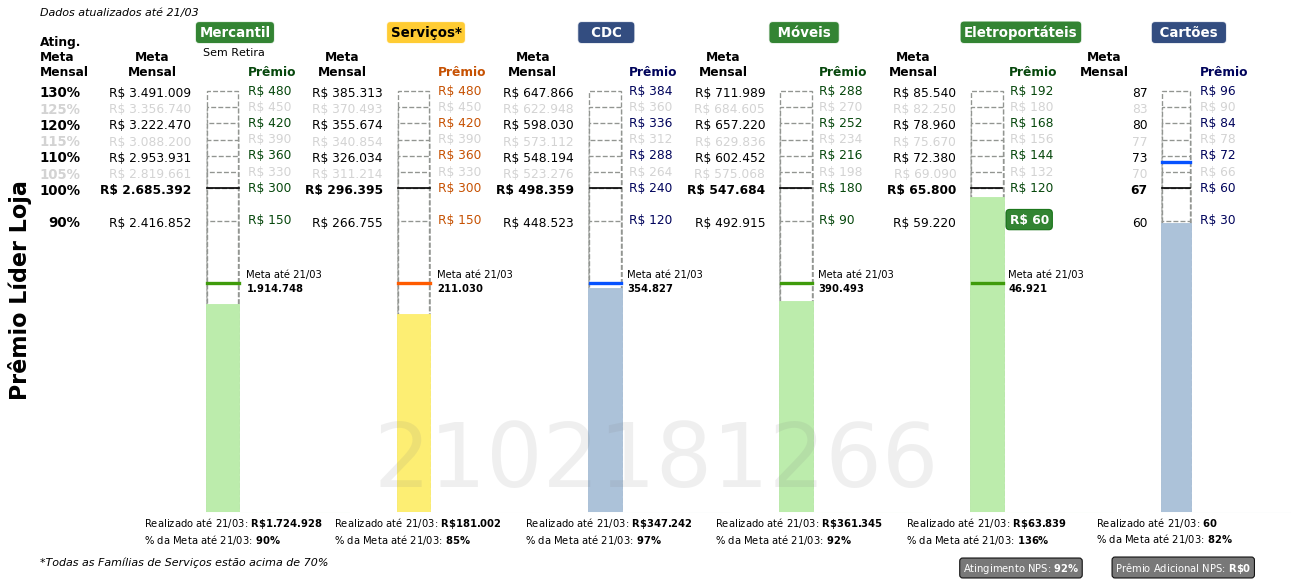 Dados atualizados até 21/03
Mercantil Serviços* CDC Móveis Eletroportáteis Cartões
Sem Retira
Ating. Meta Mensal Meta Mensal Prêmio Meta Mensal Prêmio Meta Mensal Prêmio Meta Mensal Prêmio Meta Mensal Prêmio Meta Mensal Prêmio
130% R$ 3.491.009 R$ 480 R$ 385.313 R$ 480 R$ 647.866 R$ 384 R$ 711.989 R$ 288 R$ 85.540 R$ 192 87 R$ 96
125% R$ 3.356.740 R$ 450 R$ 370.493 R$ 450 R$ 622.948 R$ 360 R$ 684.605 R$ 270 R$ 82.250 R$ 180 83 R$ 90
120% R$ 3.222.470 R$ 420 R$ 355.674 R$ 420 R$ 598.030 R$ 336 R$ 657.220 R$ 252 R$ 78.960 R$ 168 80 R$ 84
115% R$ 3.088.200 R$ 390 R$ 340.854 R$ 390 R$ 573.112 R$ 312 R$ 629.836 R$ 234 R$ 75.670 R$ 156 77 R$ 78
110% R$ 2.953.931 R$ 360 R$ 326.034 R$ 360 R$ 548.194 R$ 288 R$ 602.452 R$ 216 R$ 72.380 R$ 144 73 R$ 72
105% R$ 2.819.661 R$ 330 R$ 311.214 R$ 330 R$ 523.276 R$ 264 R$ 575.068 R$ 198 R$ 69.090 R$ 132 70 R$ 66
100% R$ 2.685.392 R$ 300 R$ 296.395 R$ 300 R$ 498.359 R$ 240 R$ 547.684 R$ 180 R$ 65.800 R$ 120 67 R$ 60
90% R$ 2.416.852 R$ 150 R$ 266.755 R$ 150 R$ 448.523 R$ 120 R$ 492.915 R$ 90 R$ 59.220 R$ 60 60 R$ 30
Meta até 21/03 Meta até 21/03 Meta até 21/03 Meta até 21/03 Meta até 21/03
1.914.748 211.030 354.827 390.493 46.921
Prêmio Líder Loja
2102181266
Realizado até 21/03: R$1.724.928 Realizado até 21/03: R$181.002 Realizado até 21/03: R$347.242 Realizado até 21/03: R$361.345 Realizado até 21/03: R$63.839 Realizado até 21/03: 60
% da Meta até 21/03: 90% % da Meta até 21/03: 85% % da Meta até 21/03: 97% % da Meta até 21/03: 92% % da Meta até 21/03: 136% % da Meta até 21/03: 82%
*Todas as Famílias de Serviços estão acima de 70% Atingimento NPS: 92% Prêmio Adicional NPS: R$0